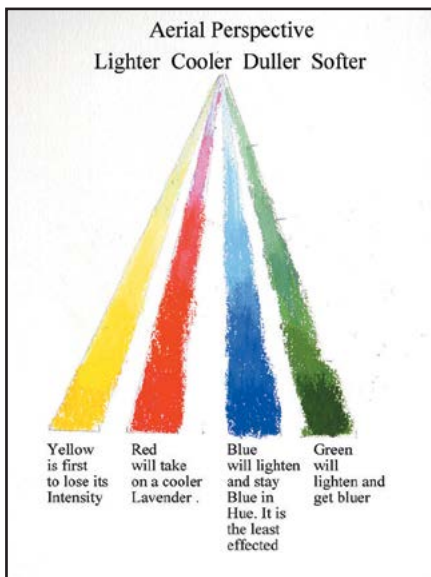 Aerial Perspective
Lighter Cooler Duller Softer
Yellow
is first
to lose its
Intensity
Red
will take
on a cooler
Lavender .
Blue
will lighten
and stay
Blue in
Hue. It is
the least
effected
Green
will
lighten and
get bluer